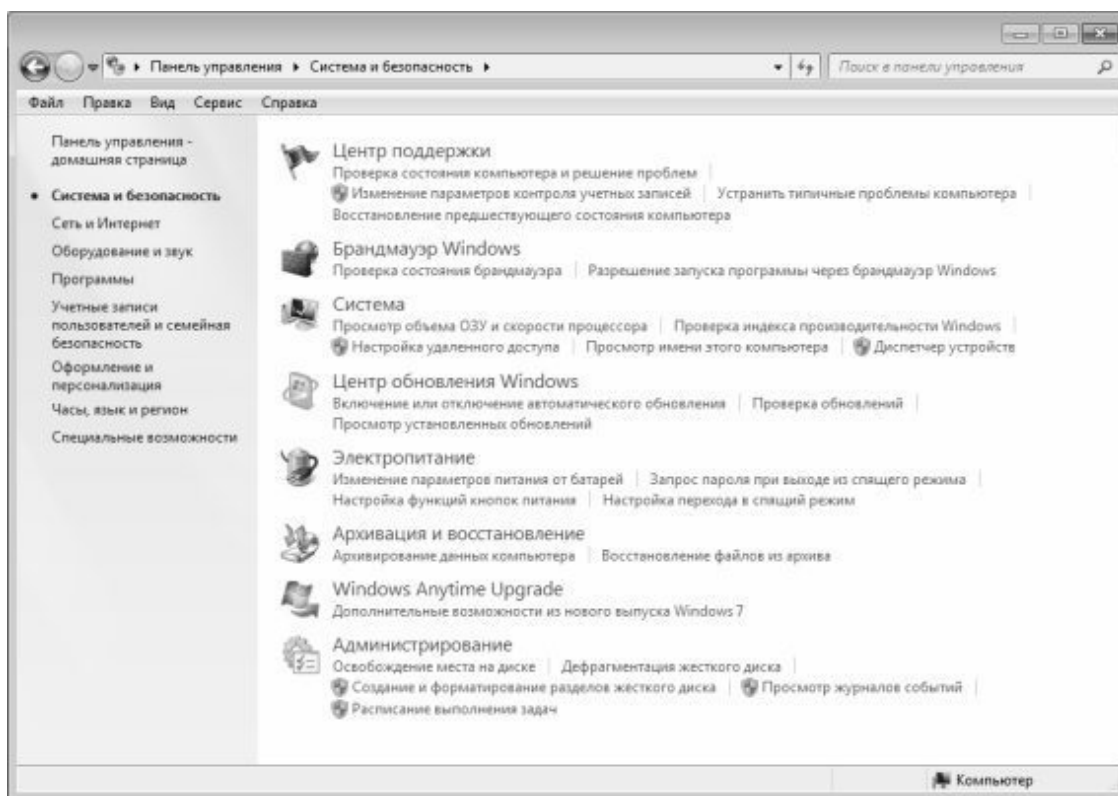 Панель управления Система и безопасность Поиск в панели управления
Файл Правка Вид Сервис Справка
Панель управления -
домашняя страница
Система и безопасность
Сеть и Интернет
Оборудование и звук
Программы
Учетные записи
пользователей и семейная
безопасность
Оформление и
персонализация
Часы, язык и регион
Специальные возможности
Центр поддержки
Проверка состояния компьютера и решение проблем
Изменение параметров контроля учетных записей Устранить типичные проблемы компьютера
Восстановление предшествующего состояния компьютера
Брандмауэр Windows
Проверка состояния брандмауэра Разрешение запуска программы через брандмауэр Windows
Система
Просмотр объема ОЗУ и скорости процессора Проверка индекса производительности Windows
Настройка удаленного доступа Просмотр имени этого компьютера Диспетчер устройств
Центр обновления Windows
Включение или отключение автоматического обновления Проверка обновлений
Просмотр установленных обновлений
Электропитание
Изменение параметров питания от батарей Запрос пароля при выходе из спящего режима
Настройка функций кнопок питания Настройка перехода в спящий режим
Архивация и восстановление
Архивирование данных компьютера Восстановление файлов из архива
Windows Anytime Upgrade
Дополнительные возможности из нового выпуска Windows 7
Администрирование
Освобождение места на диске Дефрагментация жесткого диска
Создание и форматирование разделов жесткого диска Просмотр журналов событий
Расписание выполнения задач
Компьютер